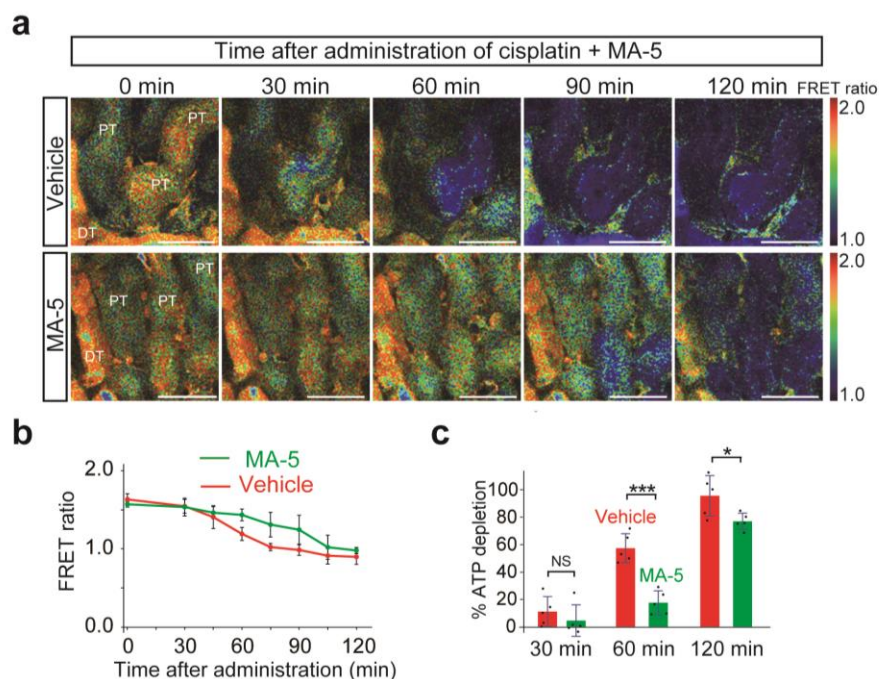 a
Time after administration of cisplatin + MA-5
0 min 30 min 60 min 90 min 120 min FRET ratio
Vehicle
PT PT
PT
DT
2.0
1.0
MA-5
PT
PT PT
DT
2.0
1.0
b
MA-5
Vehicle
FRET ratio
2.0
1.0
0.0
0 30 60 90 120
Time after administration (min)
c
% ATP depletion
100
80
60
40
20
0
NS
***
*
Vehicle
MA-5
30 min 60 min 120 min